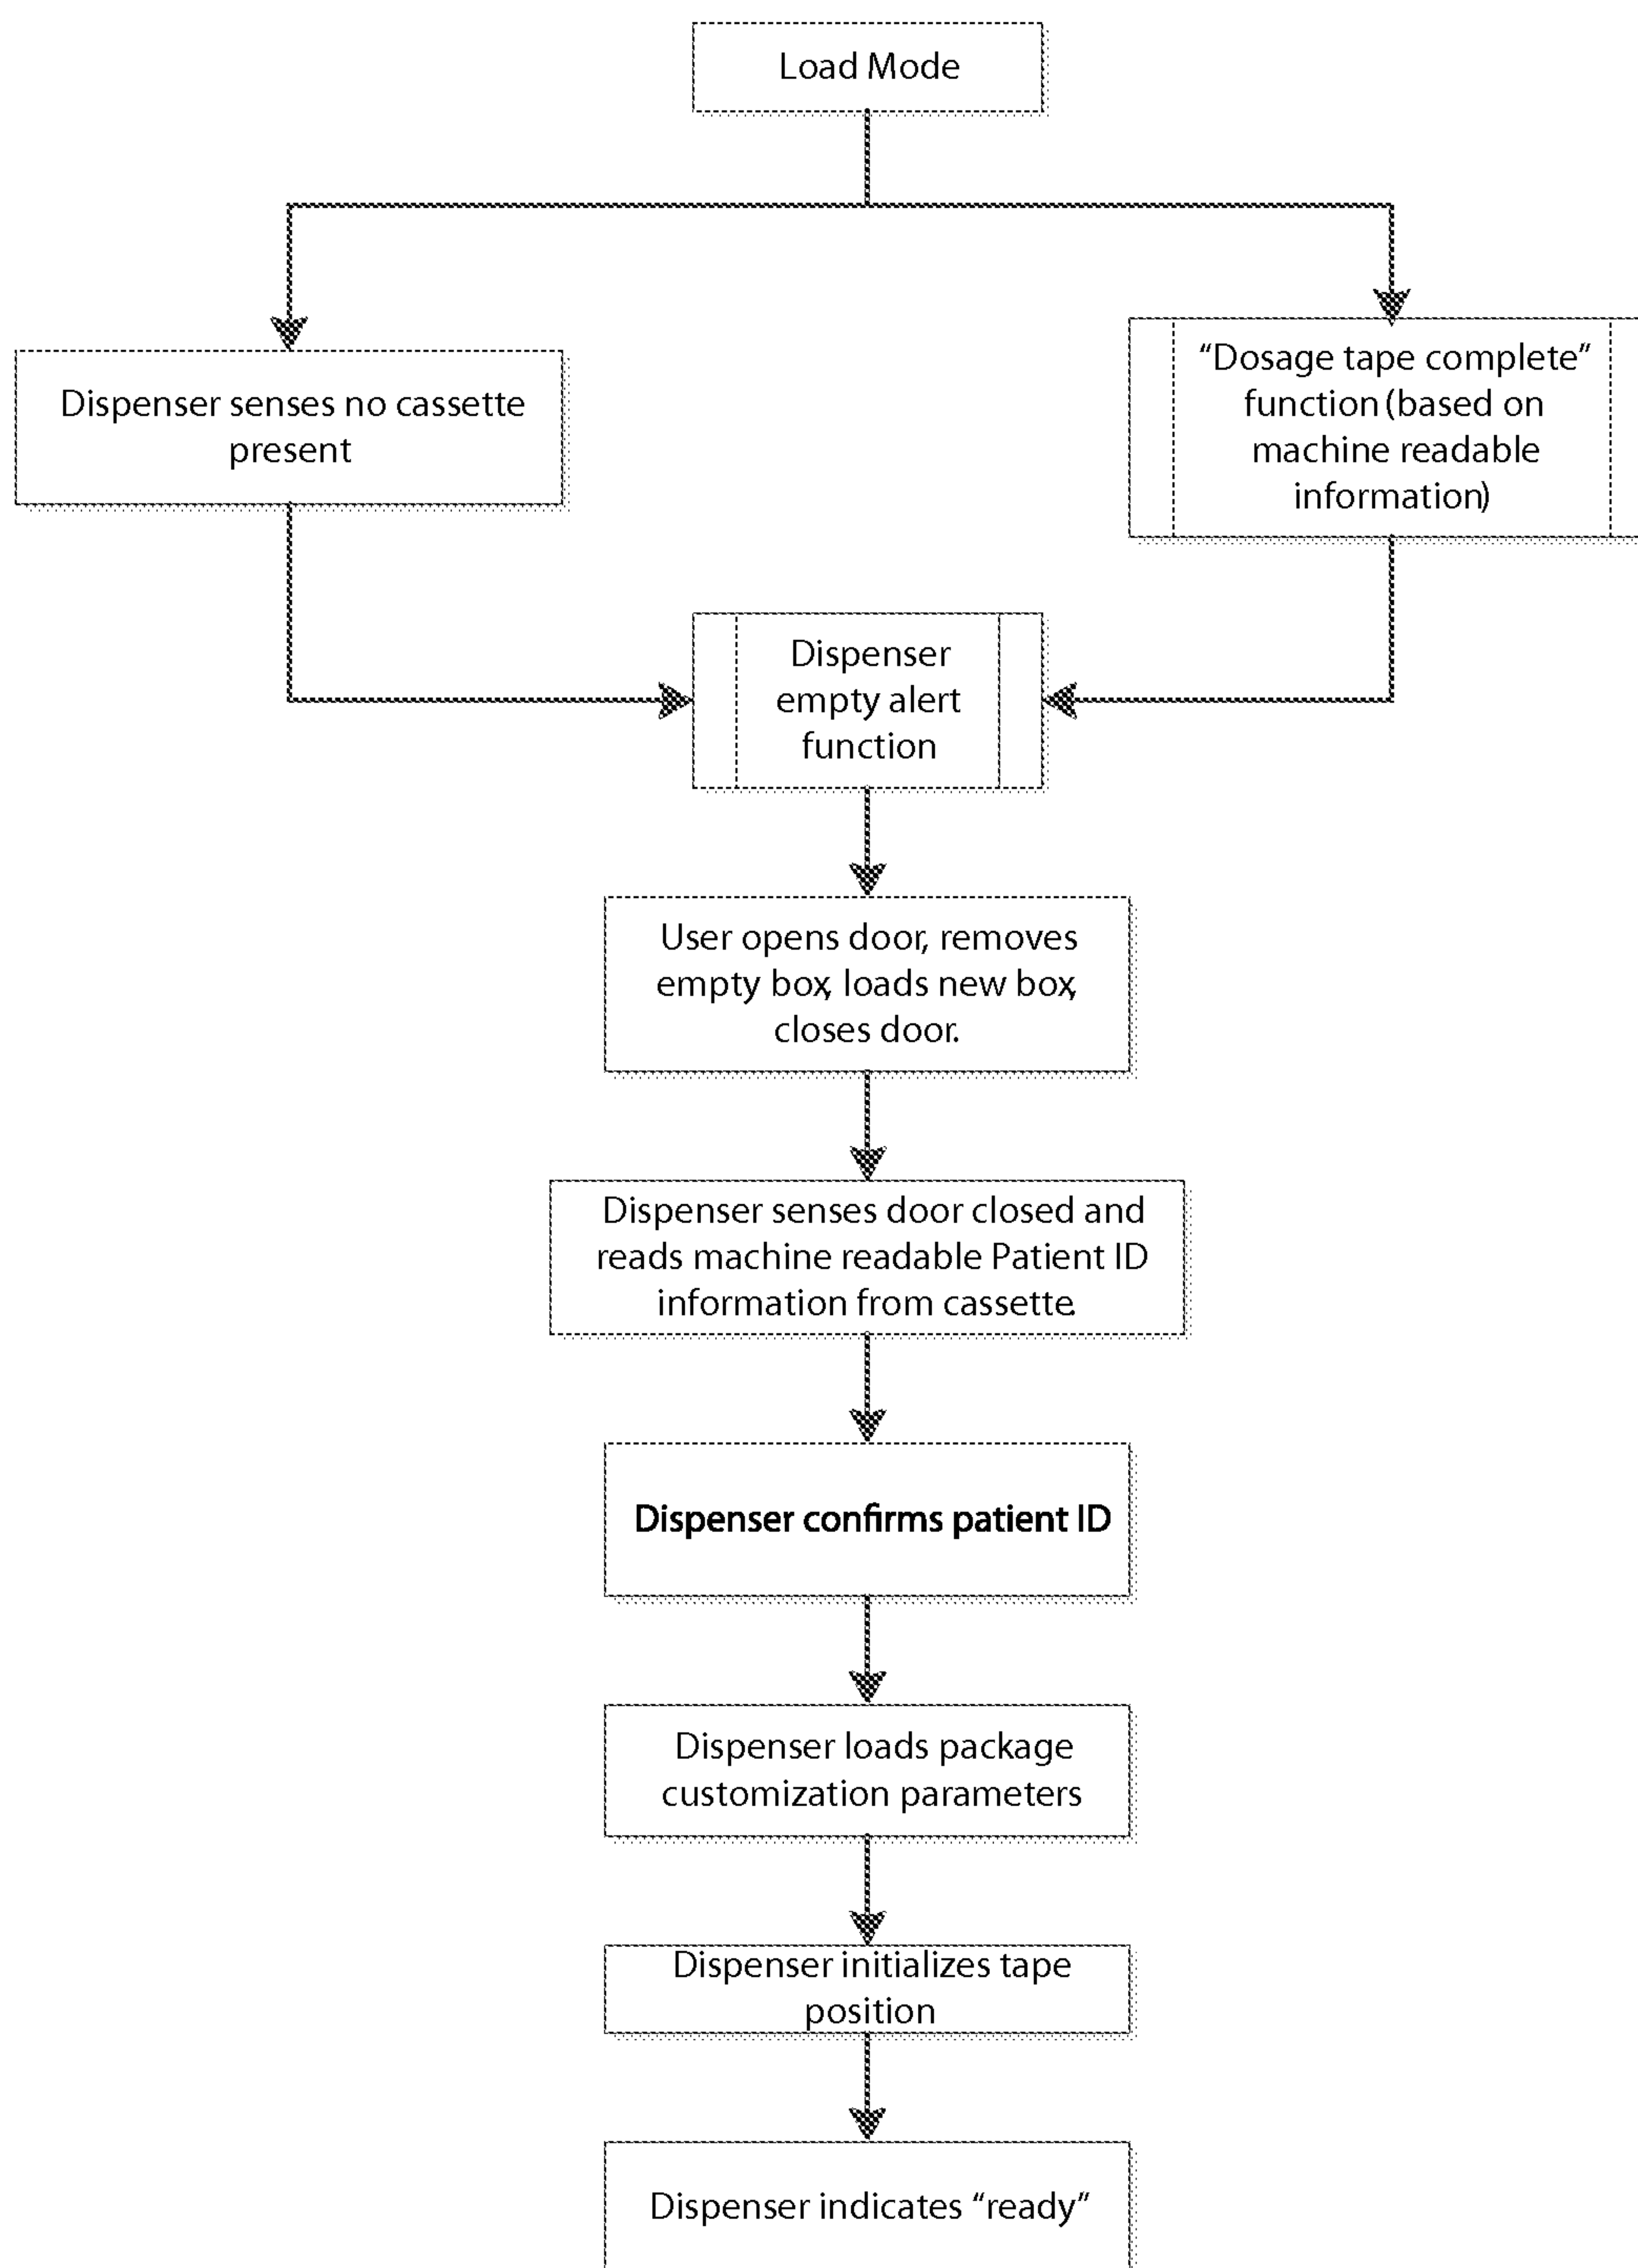 Load Mode
Dispenser senses no cassette
present
“Dosage tape complete”
function (based on
machine readable
information)
Dispenser
empty alert
function
User opens door, removes
empty box, loads new box,
closes door.
Dispenser senses door closed and
reads machine readable Patient ID
information from cassette.
Dispenser confirms patient ID
Dispenser loads package
customization parameters
Dispenser initializes tape
position
Dispenser indicates “ready”